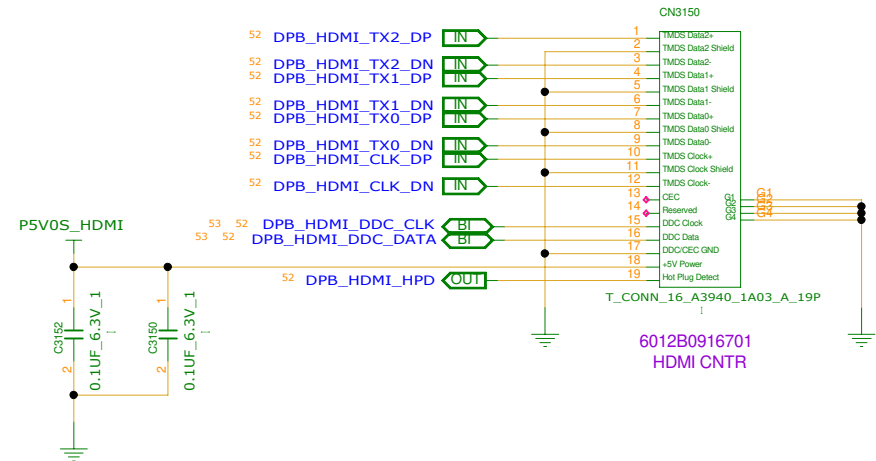 CN3150
52 DPB_HDMI_TX2_DP IN 1 TMDS Data2+
2 TMDS Data2 Shield
52 DPB_HDMI_TX2_DN IN 3 TMDS Data2-
52 DPB_HDMI_TX1_DP IN 4 TMDS Data1+
5 TMDS Data1 Shield
52 DPB_HDMI_TX1_DN IN 6 TMDS Data1-
52 DPB_HDMI_TX0_DP IN 7 TMDS Data0+
8 TMDS Data0 Shield
52 DPB_HDMI_TX0_DN IN 9 TMDS Data0-
52 DPB_HDMI_CLK_DP IN 10 TMDS Clock+
11 TMDS Clock Shield
52 DPB_HDMI_CLK_DN IN 12 TMDS Clock-
13 CEC G1 G1
G2 G2
14 Reserved G3 G3
G4 G4
P5V0S_HDMI
53 52 DPB_HDMI_DDC_CLK BI 15 DDC Clock
53 52 DPB_HDMI_DDC_DATA BI 16 DDC Data
17 DDC/CEC GND
18 +5V Power
52 DPB_HDMI_HPD OUT 19 Hot Plug Detect
T_CONN_16_A3940_1A03_A_19P
6012B0916701
HDMI CNTR
1
C3152
2
0.1UF_6.3V_1
1
C3150
2
0.1UF_6.3V_1